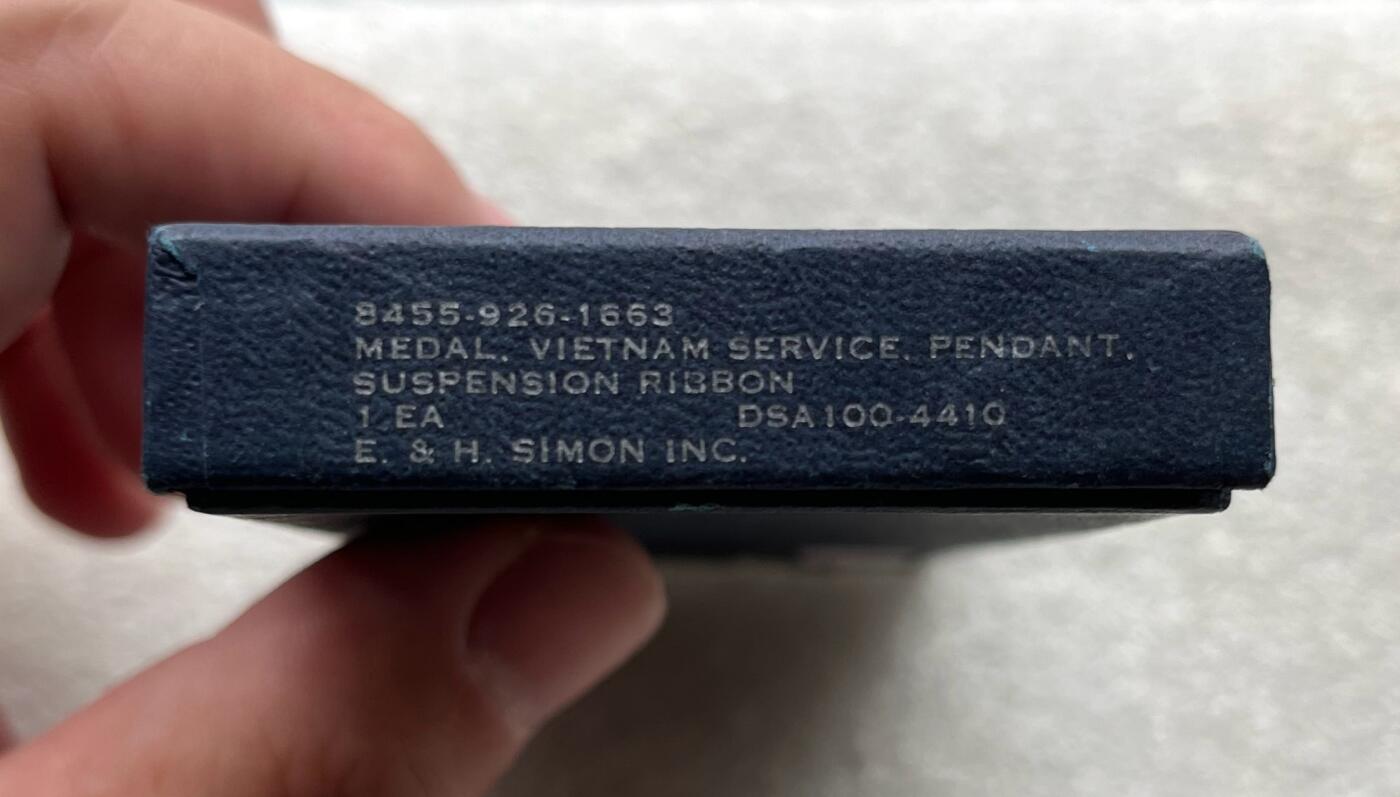 8455-926-1663
MEDAL, VIETNAM SERVICE, PENDANT,
SUSPENSION RIBBON
1 EA DSA100-4410
E. & H. SIMON INC.